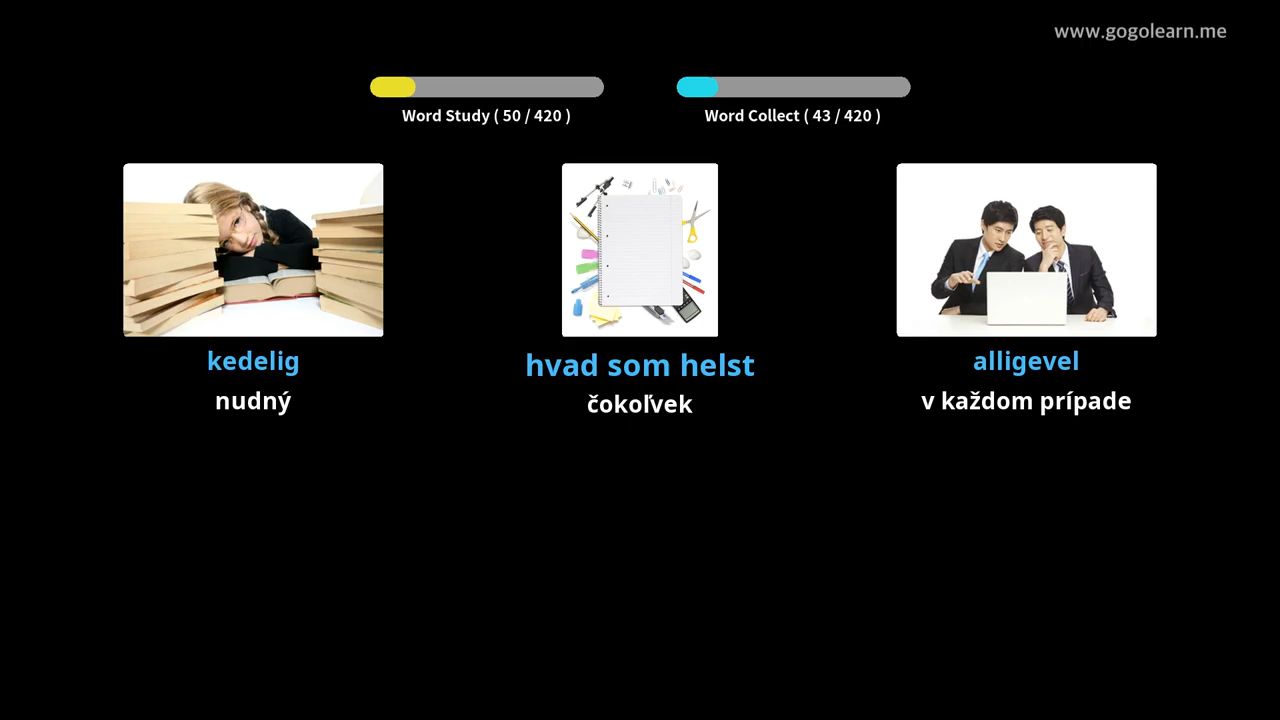 www.gogolearn.me
Word Study ( 50 / 420 )
Word Collect ( 43 / 420 )
kedelig
nudný
hvad som helst
čokoľvek
alligevel
v každom prípade